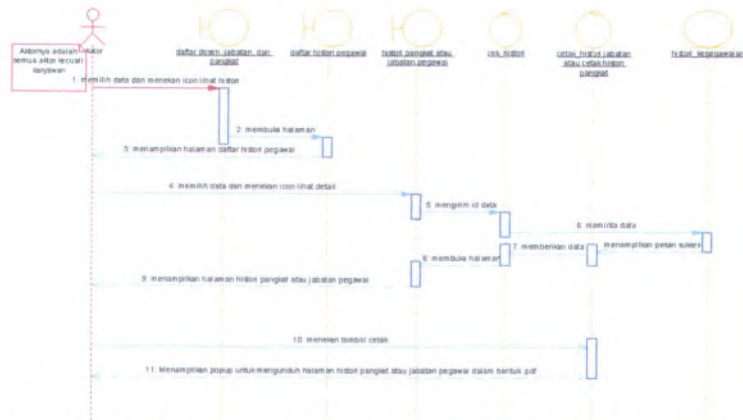 Aktornya adalah
semua aktor kecuali
karyawan
Aktor
daftar dosen, jabatan, dan
pangkat
daftar histori pegawai
histori pangkat atau
jabatan pegawai
cek_histori
cetak_histori jabatan
atau cetak histori
pangkat
histori_kepegawaian
1: memilih data dan menekan icon lihat histori
2: membuka halaman
3: menampilkan halaman daftar histori pegawai
4: memilih data dan menekan icon lihat detail
5: mengirim id data
6: meminta data
7: memberikan data
menampilkan pesan sukses
8: membuka halaman
9: menampilkan halaman histori pangkat atau jabatan pegawai
10: menekan tombol cetak
11: Menampilkan popup untuk mengunduh halaman histori pangkat atau jabatan pegawai dalam bentuk pdf